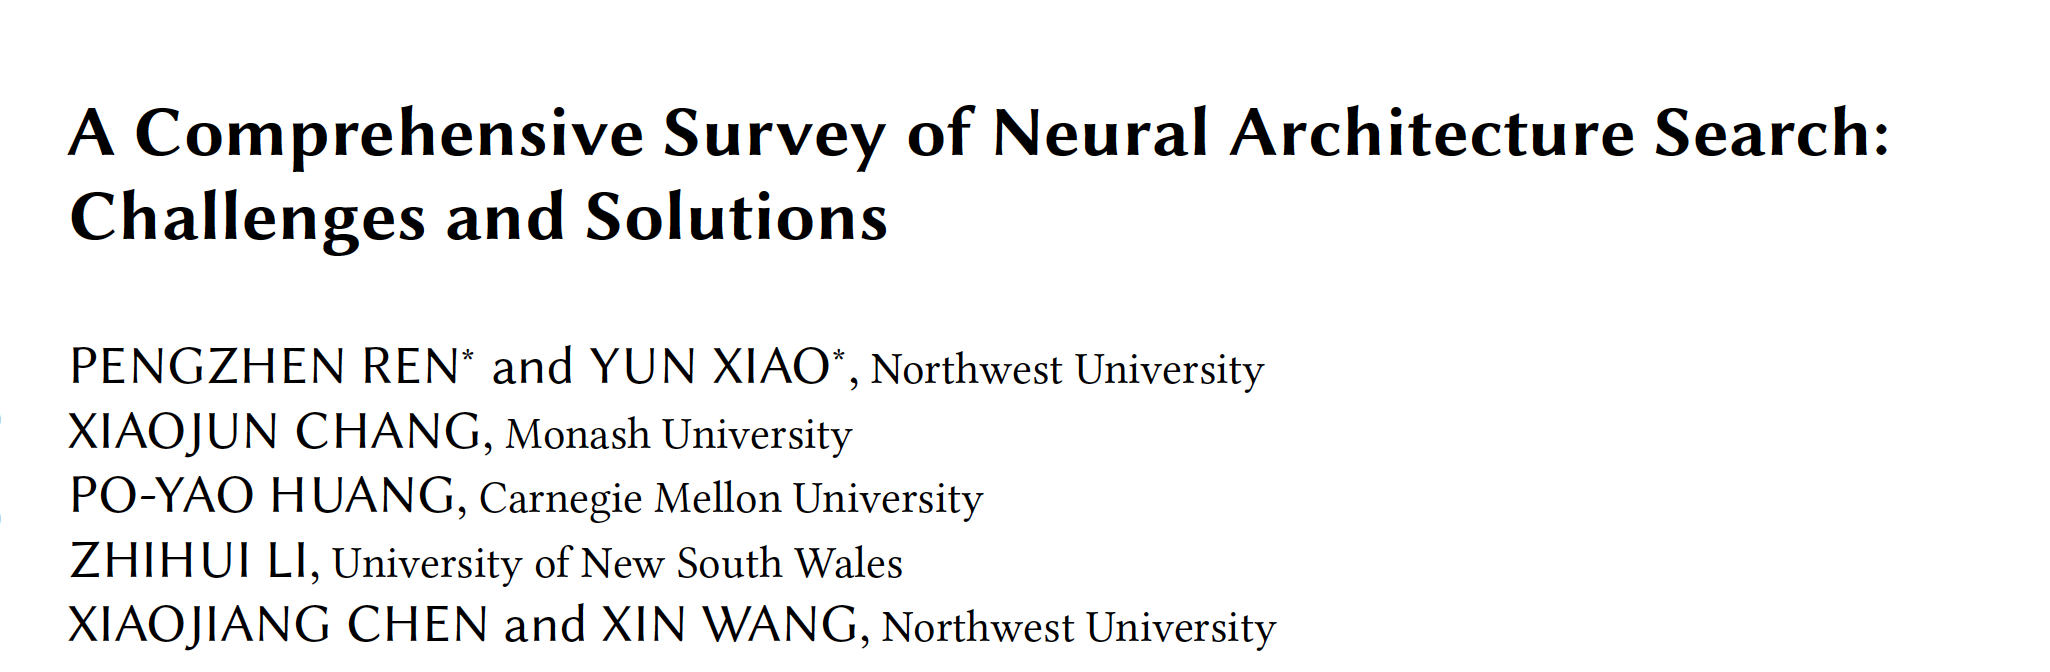 A Comprehensive Survey of Neural Architecture Search:
Challenges and Solutions
PENGZHEN REN* and YUN XIAO*, Northwest University
XIAOJUN CHANG, Monash University
PO-YAO HUANG, Carnegie Mellon University
ZHIHUI LI, University of New South Wales
XIAOJIANG CHEN and XIN WANG, Northwest University